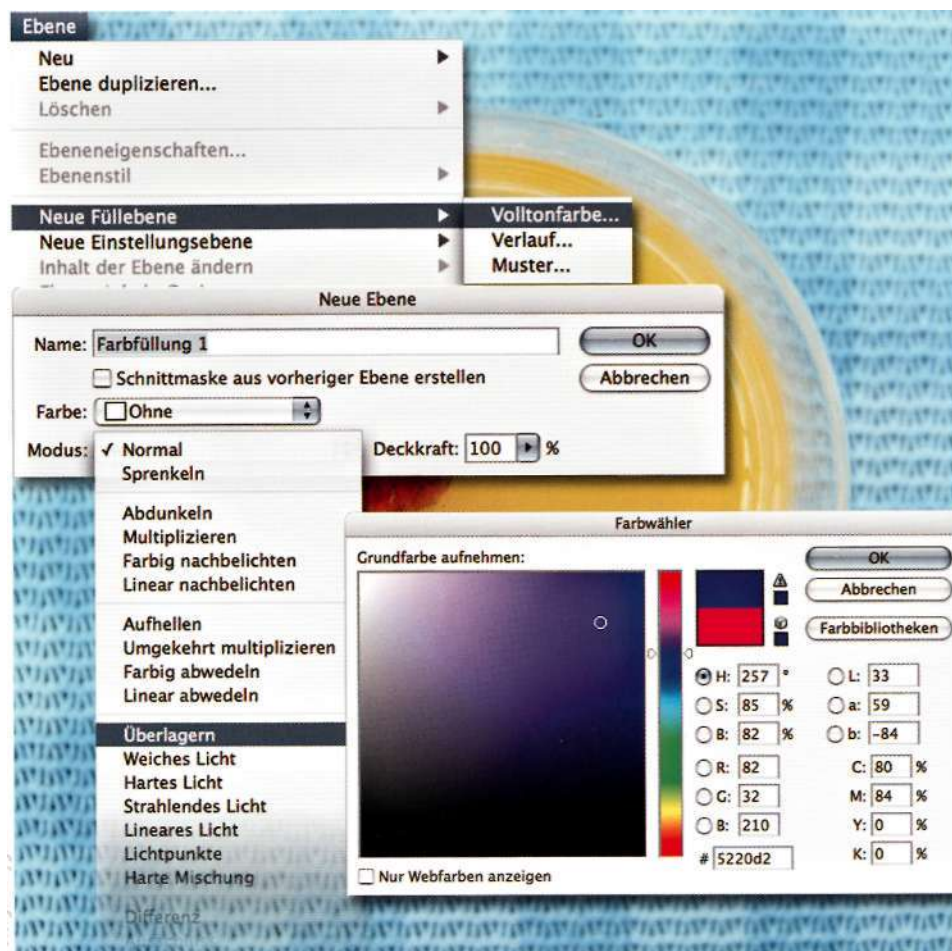 Ebene
Neu
Ebene duplizieren...
Löschen
Ebeneneigenschaften...
Ebenenstil
Neue Füllebene
Volltonfarbe...
Neue Einstellungsebene
Verlauf...
Inhalt der Ebene ändern
Muster...
Neue Ebene
Name: Farbfüllung 1
OK
Schnittmaske aus vorheriger Ebene erstellen
Abbrechen
Farbe: Ohne
Modus: ✓ Normal
Deckkraft: 100 %
Sprenkeln
Abdunkeln
Multiplizieren
Farbig nachbelichten
Linear nachbelichten
Aufhellen
Umgekehrt multiplizieren
Farbig abwedeln
Linear abwedeln
Überlagern
Weiches Licht
Hartes Licht
Strahlendes Licht
Lineares Licht
Lichtpunkte
Harte Mischung
Differenz
Farbwähler
Grundfarbe aufnehmen:
OK
Abbrechen
Farbbibliotheken
H: 257 °
L: 33
S: 85 %
a: 59
B: 82 %
b: -84
R: 82
C: 80 %
G: 32
M: 84 %
B: 210
Y: 0 %
# 5220d2
K: 0 %
Nur Webfarben anzeigen